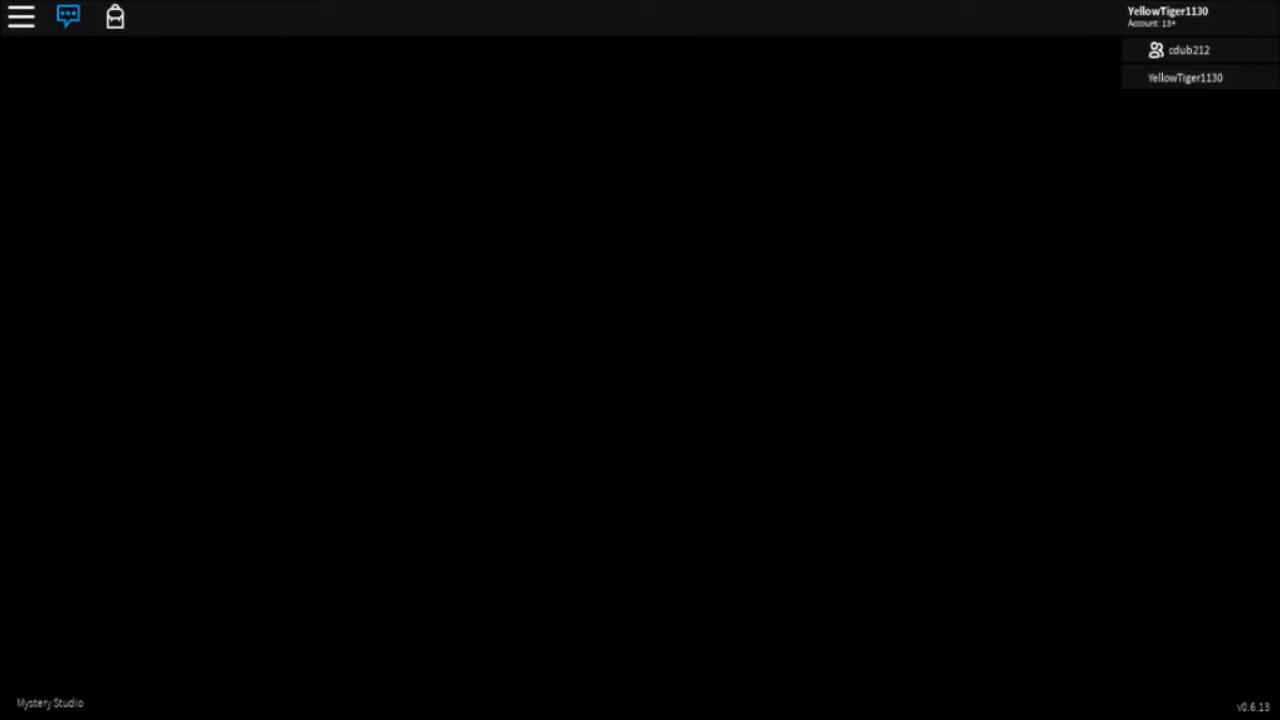 YellowTiger1130
Account: 13+
cdub212
YellowTiger1130
Mystery Studio
v0.6.13